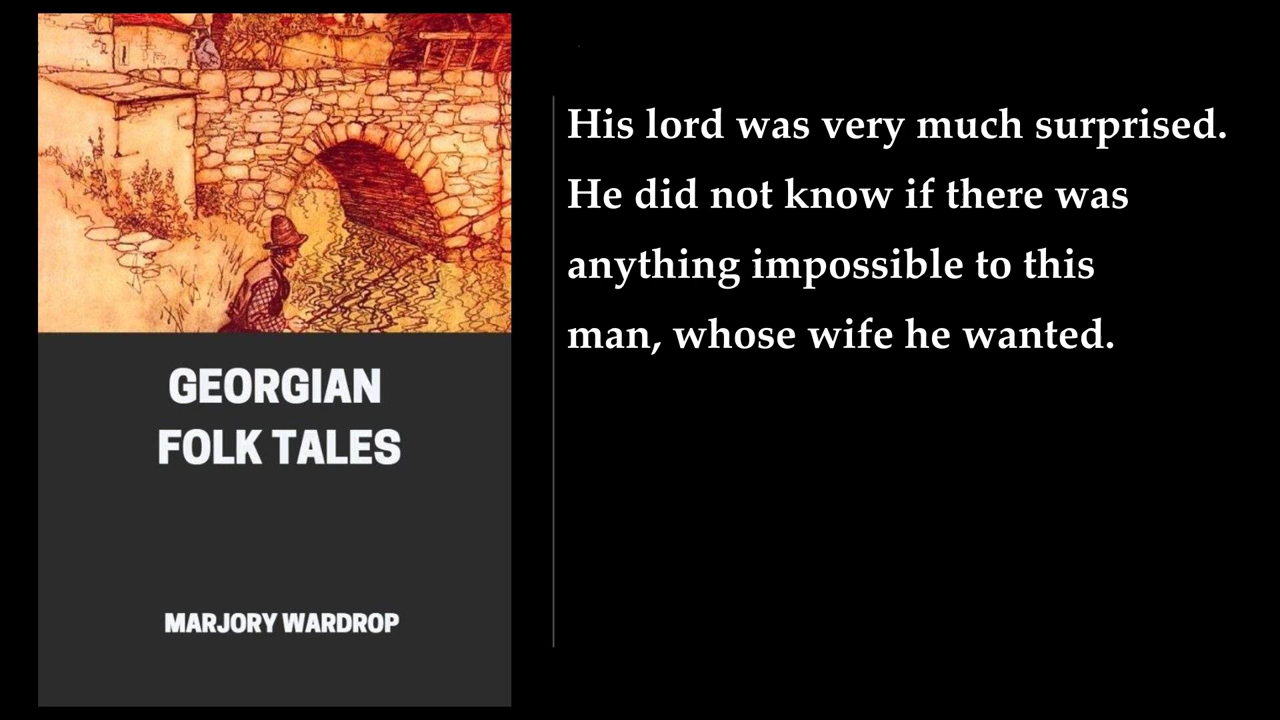 GEORGIAN
FOLK TALES
MARJORY WARDROP
His lord was very much surprised.
He did not know if there was
anything impossible to this
man, whose wife he wanted.